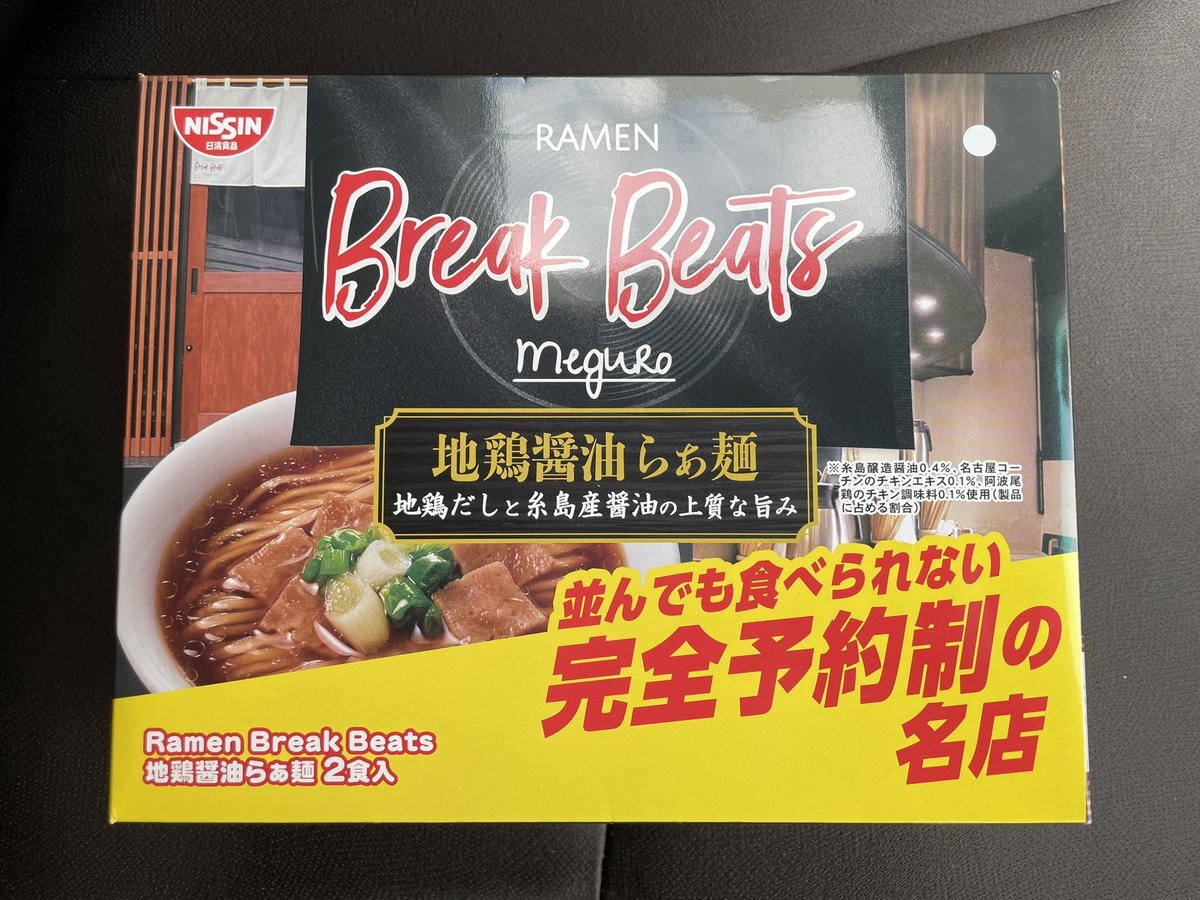 NISSIN
日清食品
Break Beats
RAMEN
Break Beats
meguro
地鶏醤油らぁ麺
地鶏だしと糸島産醤油の上質な旨み
※糸島醸造醤油0.4%、名古屋コー
チンのチキンエキス0.1%、阿波尾
鶏のチキン調味料0.1%使用(製品
に占める割合)
並んでも食べられない
完全予約制の
名店
Ramen Break Beats
地鶏醤油らぁ麺 2食入